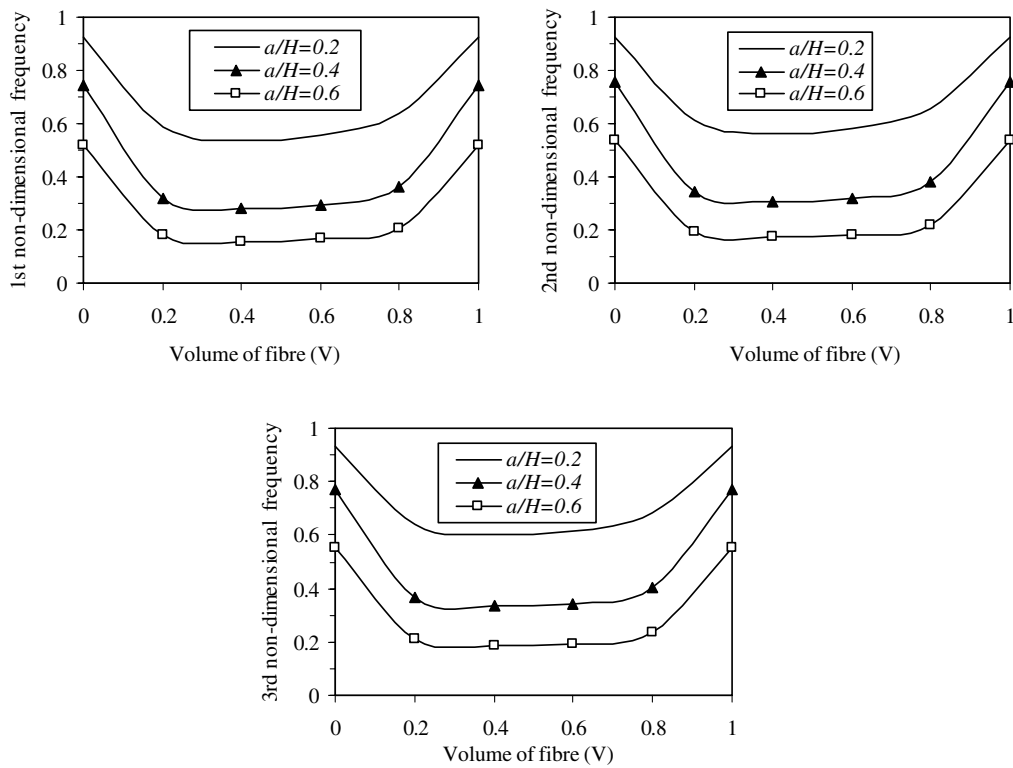 1st non-dimensional frequency
1
0.8
0.6
0.4
0.2
0
a/H=0.2
a/H=0.4
a/H=0.6
0 0.2 0.4 0.6 0.8 1
Volume of fibre (V)
2nd non-dimensional frequency
1
0.8
0.6
0.4
0.2
0
a/H=0.2
a/H=0.4
a/H=0.6
0 0.2 0.4 0.6 0.8 1
Volume of fibre (V)
3rd non-dimensional frequency
1
0.8
0.6
0.4
0.2
0
a/H=0.2
a/H=0.4
a/H=0.6
0 0.2 0.4 0.6 0.8 1
Volume of fibre (V)